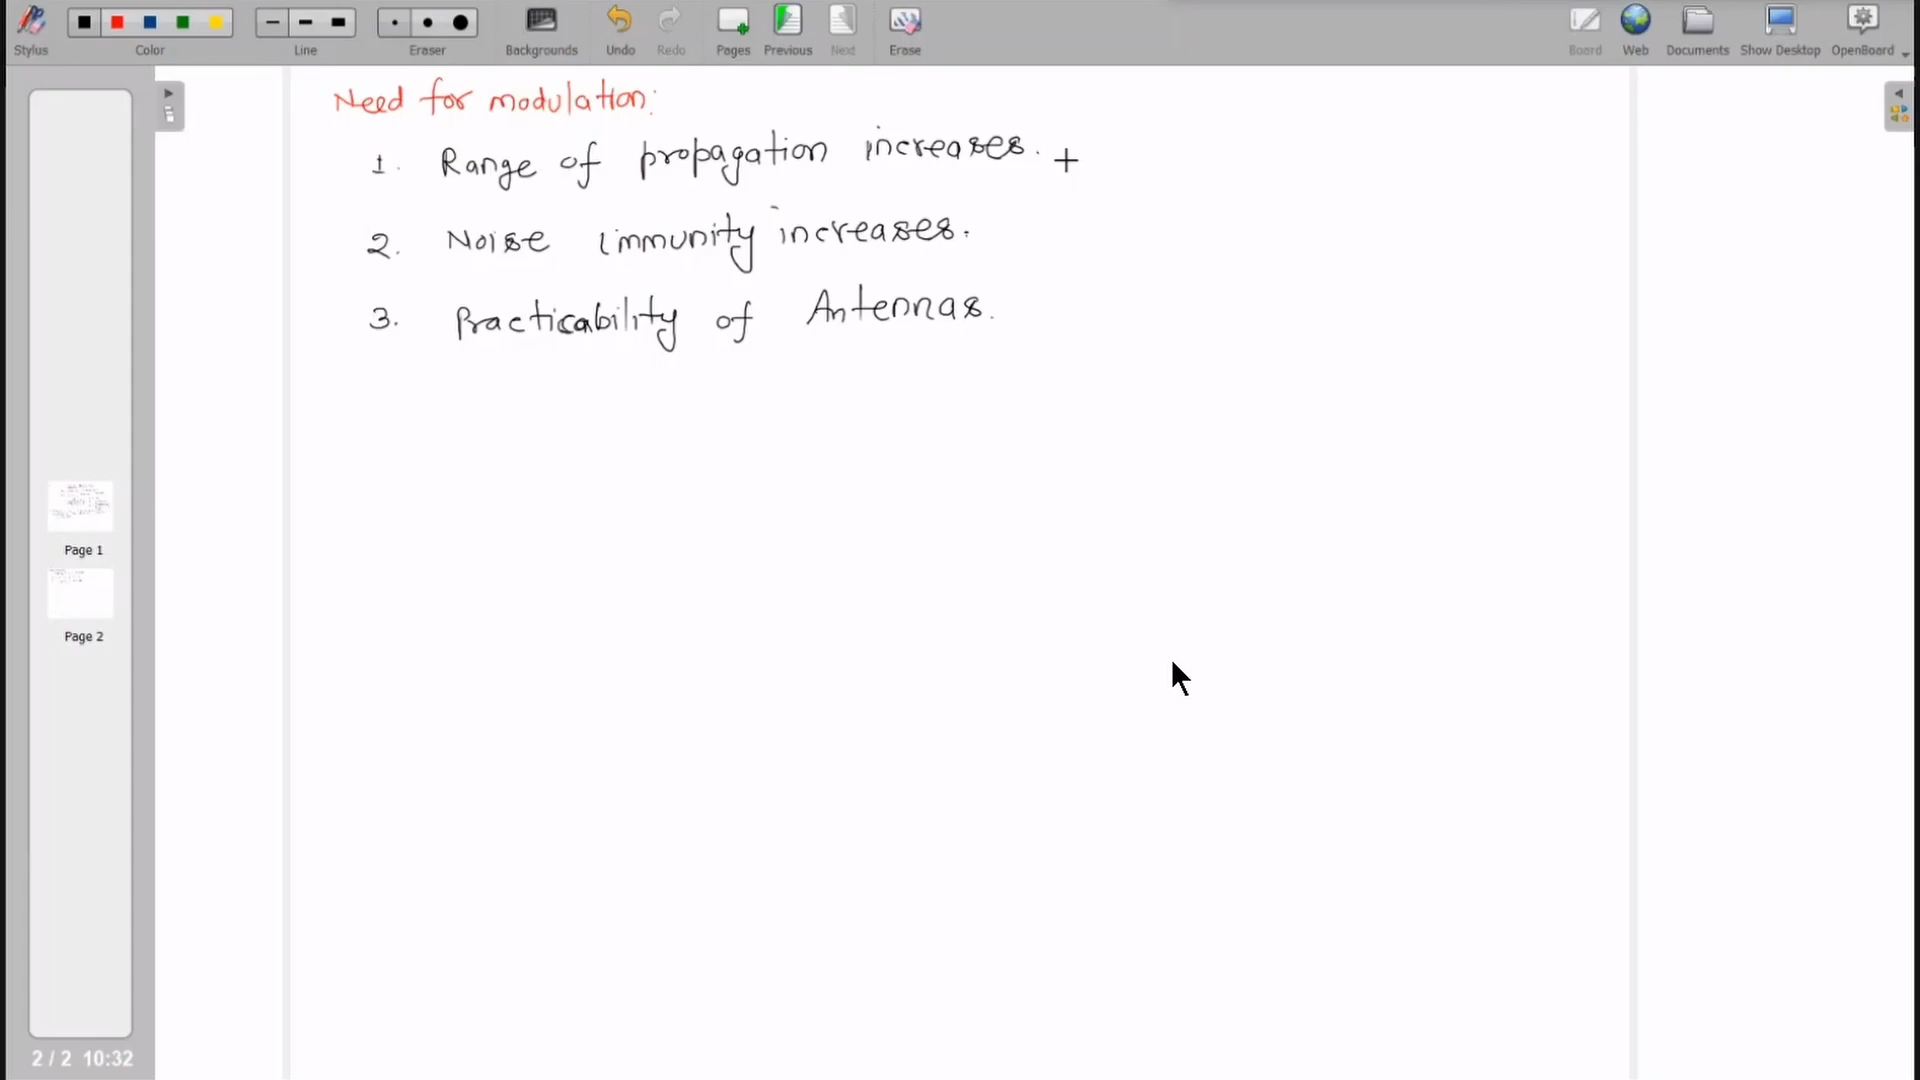 Stylus Color Line Eraser Backgrounds Undo Redo Pages Previous Next Erase Board Web Documents Show Desktop OpenBoard
Need for modulation:
1. Range of propagation increases. +
2. Noise immunity increases.
3. Practicability of Antennas.
Page 1
Page 2
2 / 2 10:32